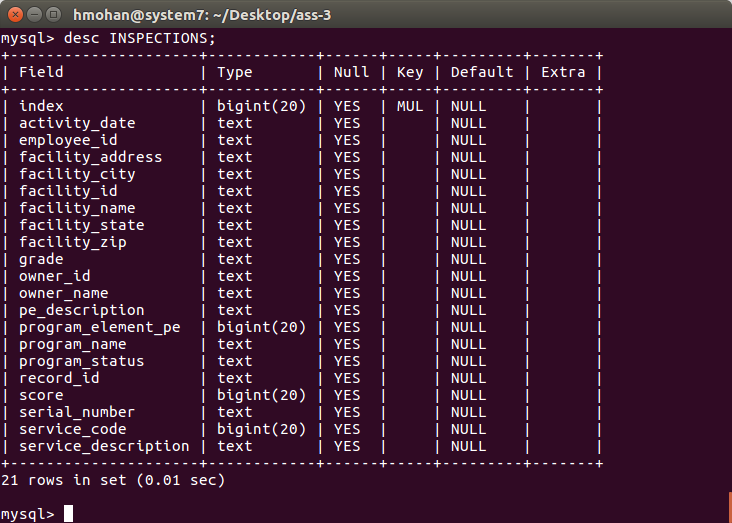 hmohan@system7: ~/Desktop/ass-3
mysql> desc INSPECTIONS;
+---------------------+------------+------+-----+---------+-------+
| Field               | Type       | Null | Key | Default | Extra |
+---------------------+------------+------+-----+---------+-------+
| index               | bigint(20) | YES  | MUL | NULL    |       |
| activity_date       | text       | YES  |     | NULL    |       |
| employee_id         | text       | YES  |     | NULL    |       |
| facility_address    | text       | YES  |     | NULL    |       |
| facility_city       | text       | YES  |     | NULL    |       |
| facility_id         | text       | YES  |     | NULL    |       |
| facility_name       | text       | YES  |     | NULL    |       |
| facility_state      | text       | YES  |     | NULL    |       |
| facility_zip        | text       | YES  |     | NULL    |       |
| grade               | text       | YES  |     | NULL    |       |
| owner_id            | text       | YES  |     | NULL    |       |
| owner_name          | text       | YES  |     | NULL    |       |
| pe_description      | text       | YES  |     | NULL    |       |
| program_element_pe  | bigint(20) | YES  |     | NULL    |       |
| program_name        | text       | YES  |     | NULL    |       |
| program_status      | text       | YES  |     | NULL    |       |
| record_id           | text       | YES  |     | NULL    |       |
| score               | bigint(20) | YES  |     | NULL    |       |
| serial_number       | text       | YES  |     | NULL    |       |
| service_code        | bigint(20) | YES  |     | NULL    |       |
| service_description | text       | YES  |     | NULL    |       |
+---------------------+------------+------+-----+---------+-------+
21 rows in set (0.01 sec)
mysql>